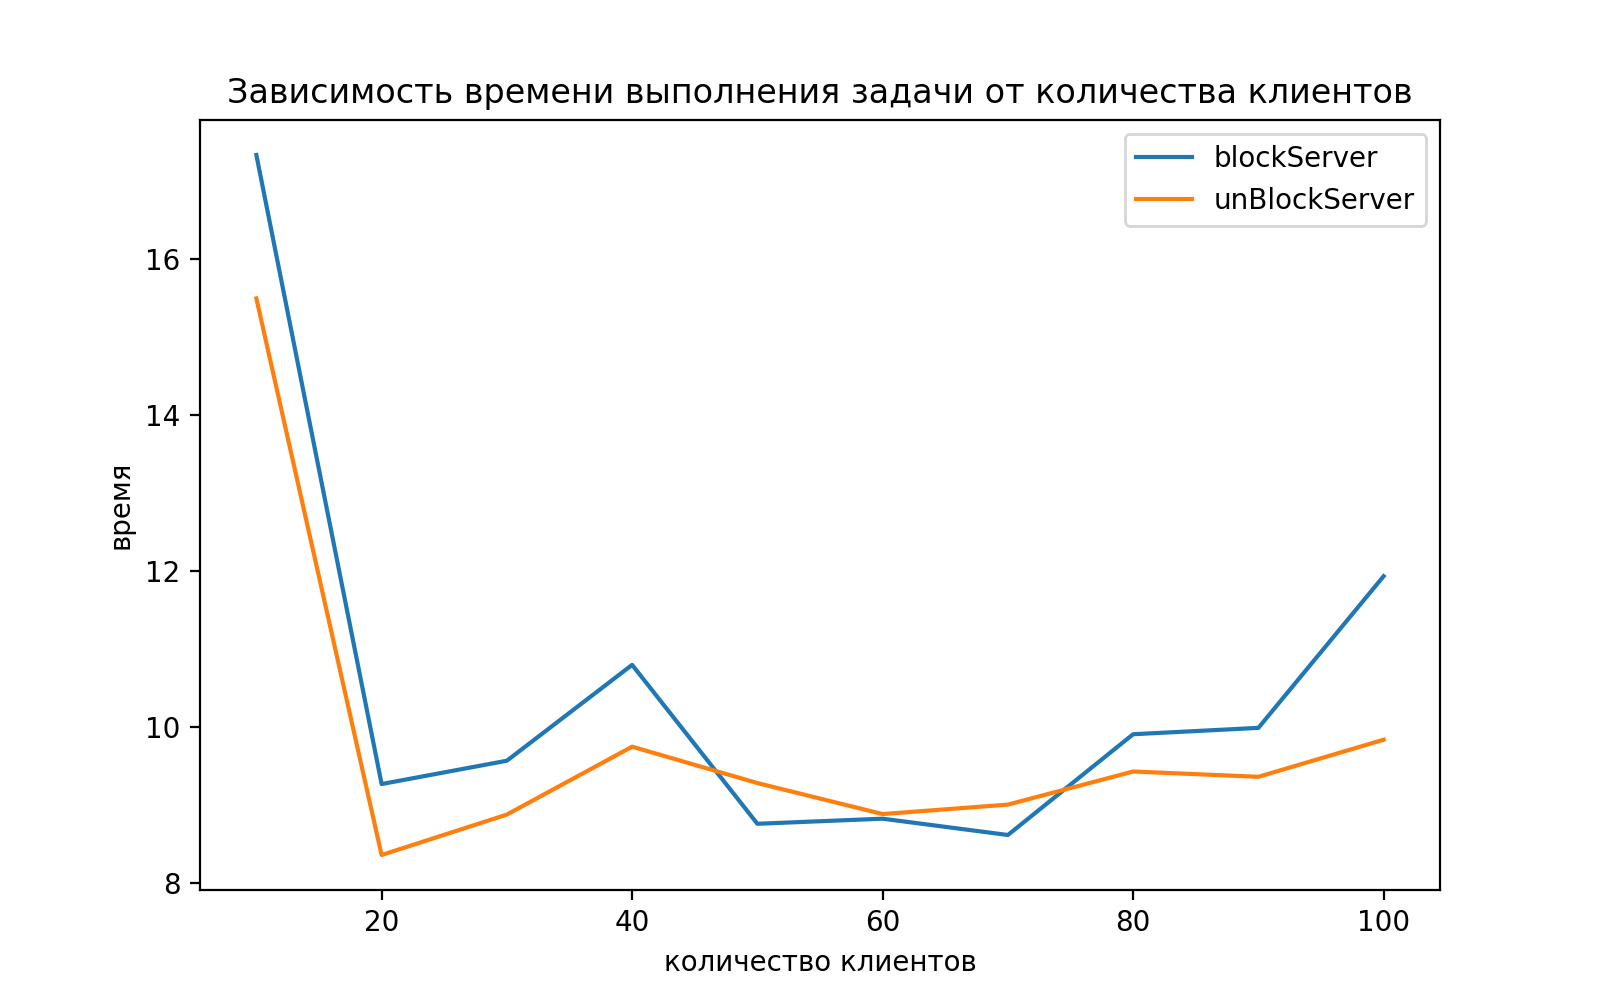 Зависимость времени выполнения задачи от количества клиентов
blockServer
unBlockServer
16
14
12
10
8
время
20 40 60 80 100
количество клиентов